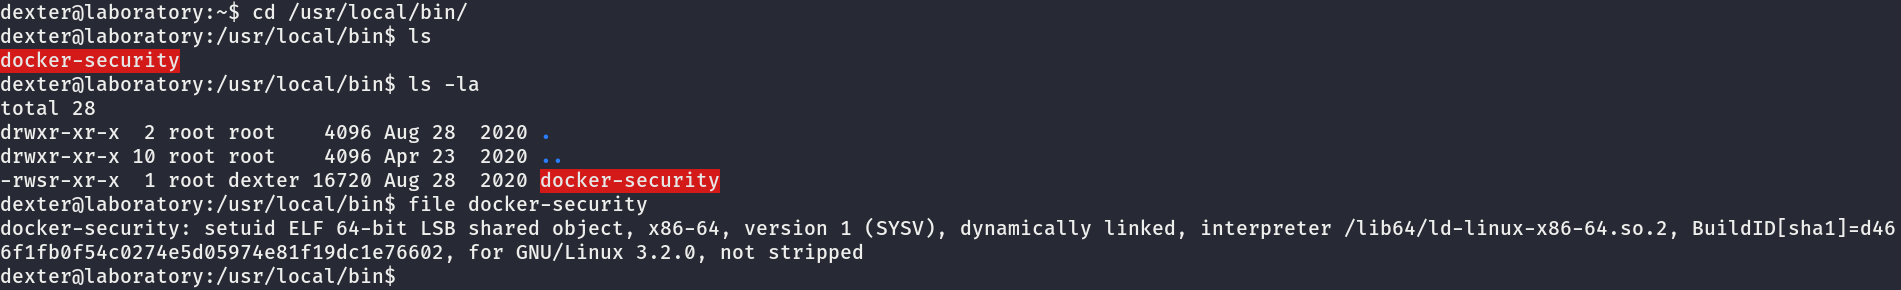 dexter@laboratory:~$ cd /usr/local/bin/
dexter@laboratory:/usr/local/bin$ ls
docker-security
dexter@laboratory:/usr/local/bin$ ls -la
total 28
drwxr-xr-x  2 root root    4096 Aug 28  2020 .
drwxr-xr-x 10 root root    4096 Apr 23  2020 ..
-rwsr-xr-x  1 root dexter 16720 Aug 28  2020 docker-security
dexter@laboratory:/usr/local/bin$ file docker-security
docker-security: setuid ELF 64-bit LSB shared object, x86-64, version 1 (SYSV), dynamically linked, interpreter /lib64/ld-linux-x86-64.so.2, BuildID[sha1]=d46
6f1fb0f54c0274e5d05974e81f19dc1e76602, for GNU/Linux 3.2.0, not stripped
dexter@laboratory:/usr/local/bin$